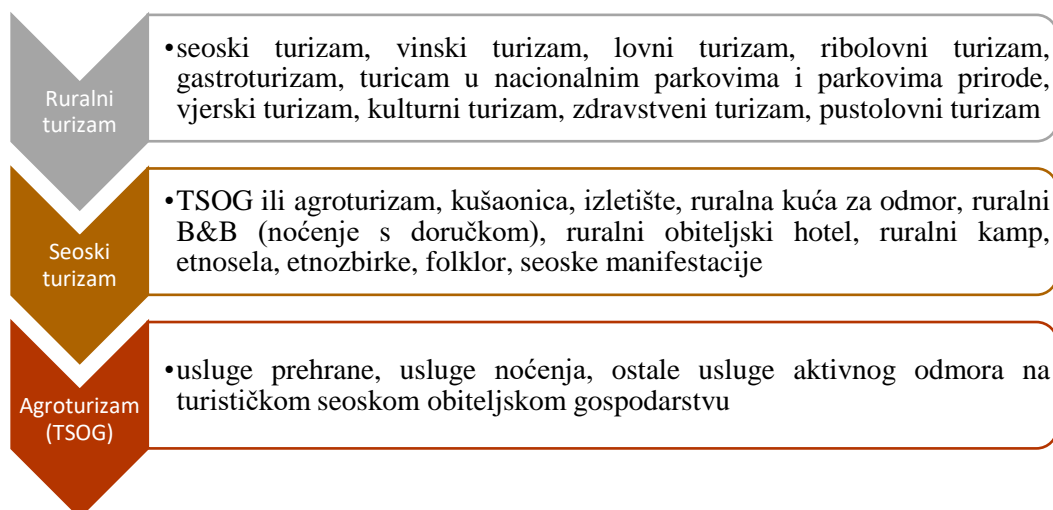 Ruralni
turizam
•seoski turizam, vinski turizam, lovni turizam, ribolovni turizam,
gastroturizam, turicam u nacionalnim parkovima i parkovima prirode,
vjerski turizam, kulturni turizam, zdravstveni turizam, pustolovni turizam
Seoski
turizam
•TSOG ili agroturizam, kušaonica, izletište, ruralna kuća za odmor, ruralni
B&B (noćenje s doručkom), ruralni obiteljski hotel, ruralni kamp,
etnosela, etnozbirke, folklor, seoske manifestacije
Agroturizam
(TSOG)
•usluge prehrane, usluge noćenja, ostale usluge aktivnog odmora na
turističkom seoskom obiteljskom gospodarstvu